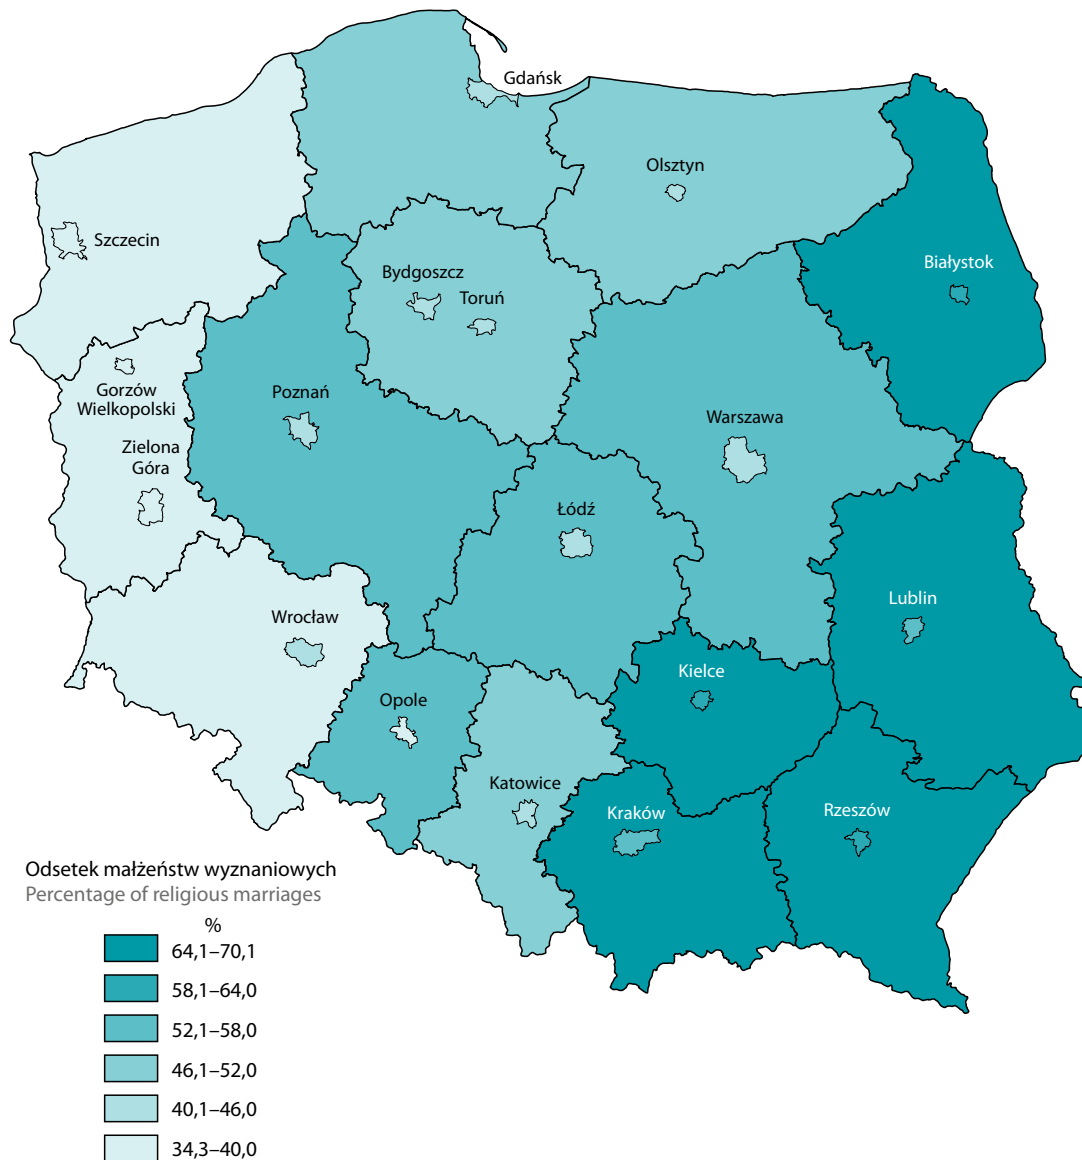 Gdańsk
Olsztyn
Szczecin
Białystok
Bydgoszcz
Toruń
Gorzów
Wielkopolski
Poznań
Warszawa
Zielona
Góra
Łódź
Lublin
Wrocław
Kielce
Opole
Katowice
Kraków
Rzeszów
Odsetek małżeństw wyznaniowych
Percentage of religious marriages
%
64,1–70,1
58,1–64,0
52,1–58,0
46,1–52,0
40,1–46,0
34,3–40,0